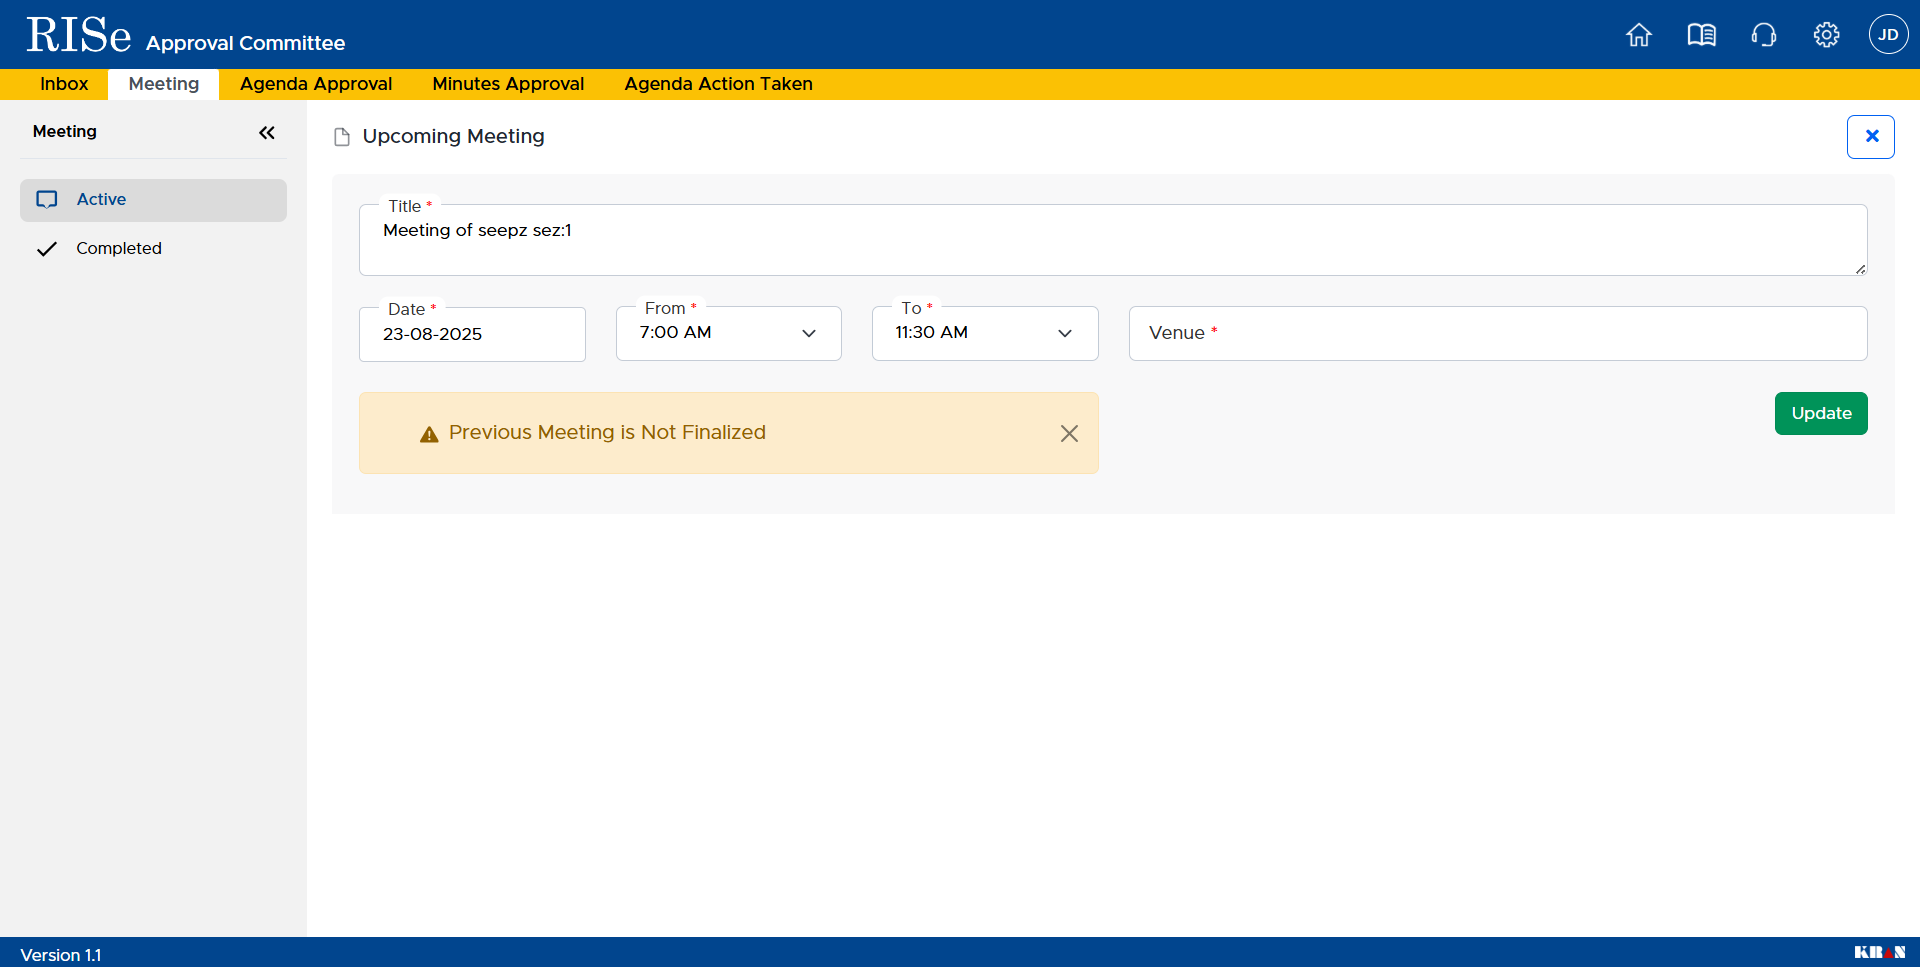 RISe Approval Committee
JD
Inbox Meeting Agenda Approval Minutes Approval Agenda Action Taken
Meeting
Active
Completed
Upcoming Meeting
Title *
Meeting of seepz sez:1
Date * From * To *
23-08-2025 7:00 AM 11:30 AM Venue *
Previous Meeting is Not Finalized
Update
Version 1.1
KRAN